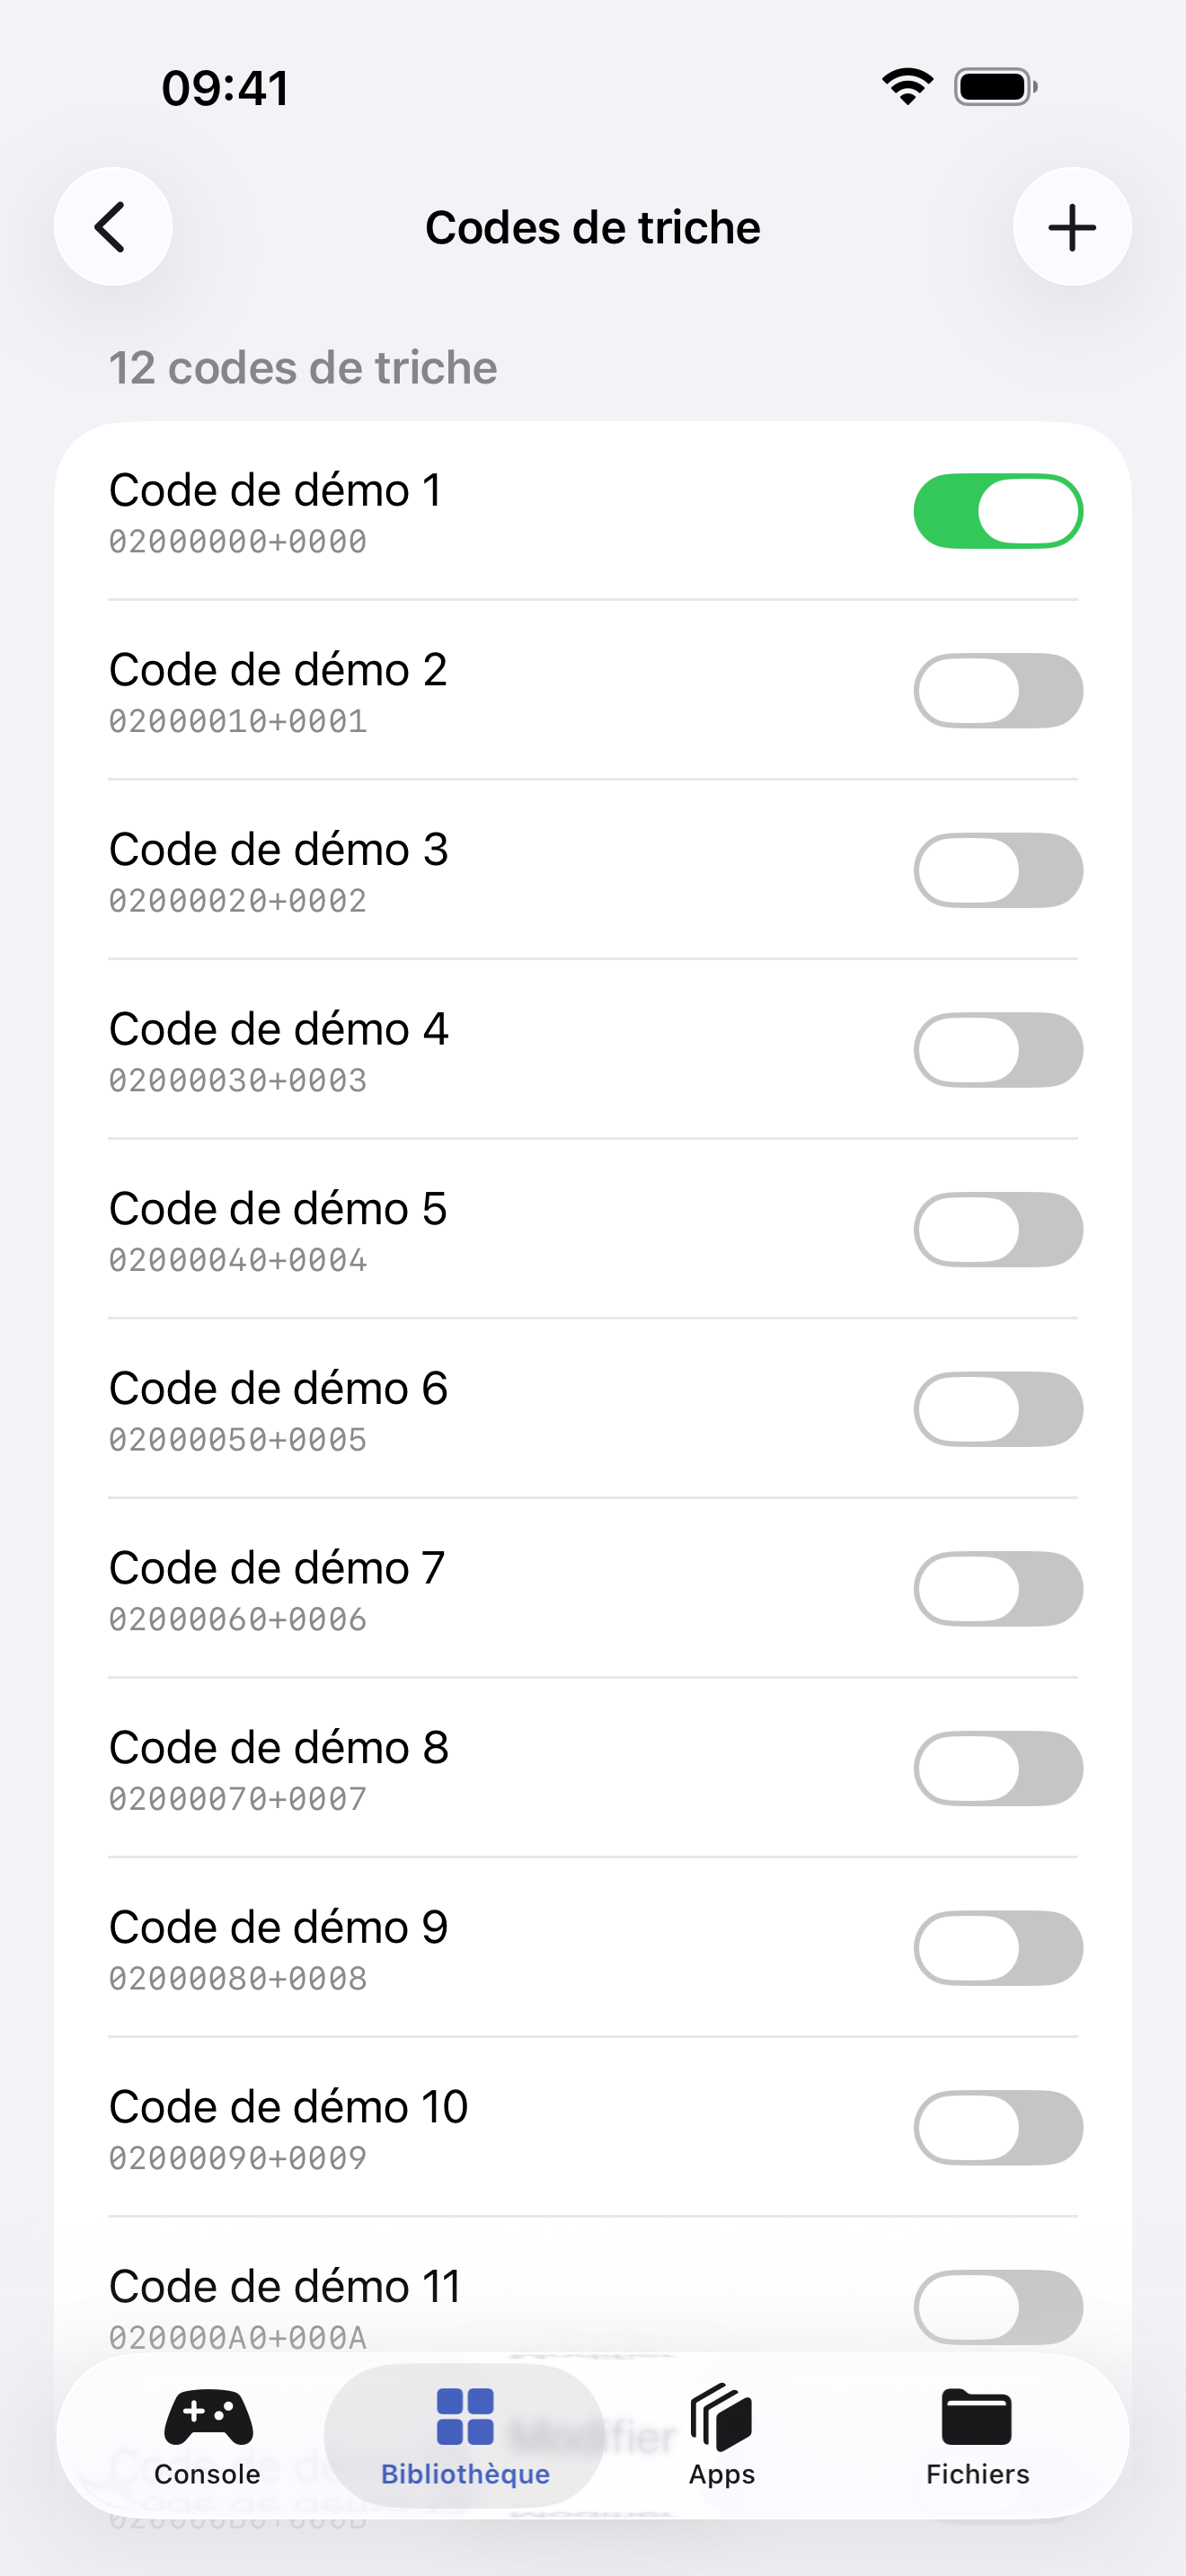 09:41
Codes de triche
12 codes de triche
Code de démo 1
02000000+0000
Code de démo 2
02000010+0001
Code de démo 3
02000020+0002
Code de démo 4
02000030+0003
Code de démo 5
02000040+0004
Code de démo 6
02000050+0005
Code de démo 7
02000060+0006
Code de démo 8
02000070+0007
Code de démo 9
02000080+0008
Code de démo 10
02000090+0009
Code de démo 11
020000A0+000A
Modifier
Console
Bibliothèque
Apps
Fichiers